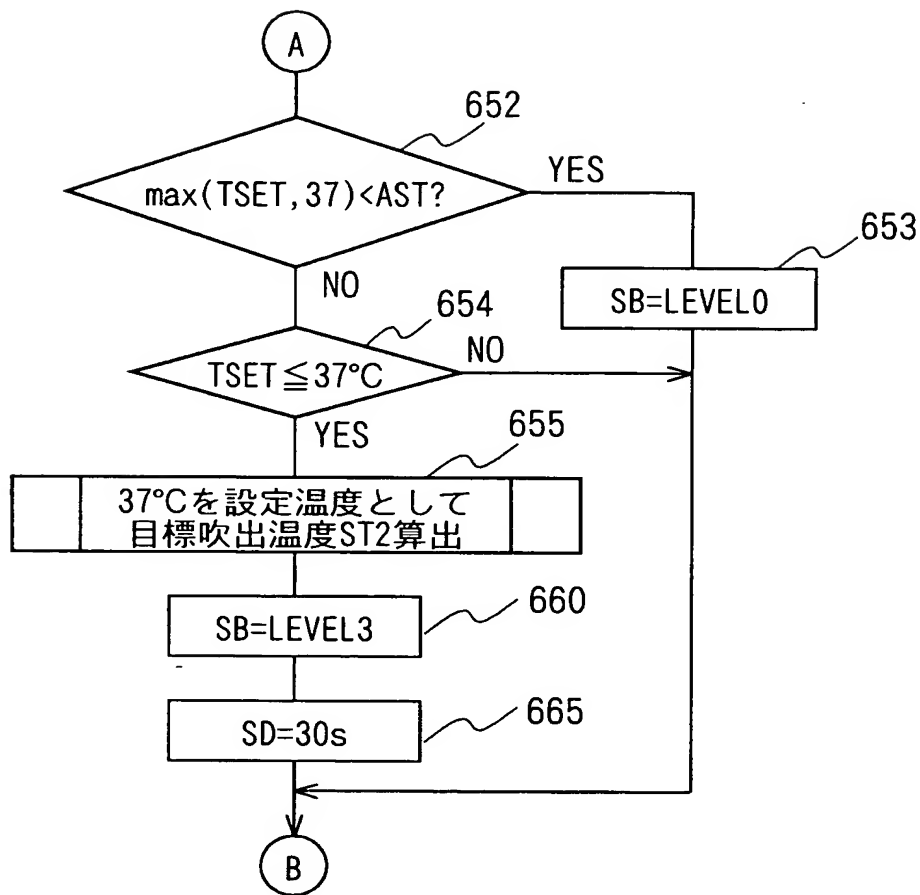 A
652
max(TSET,37)<AST?
YES
653
SB=LEVEL0
NO
654
TSET≦37°C
NO
YES
655
37°Cを設定温度として
目標吹出温度ST2算出
SB=LEVEL3
660
SD=30s
665
B